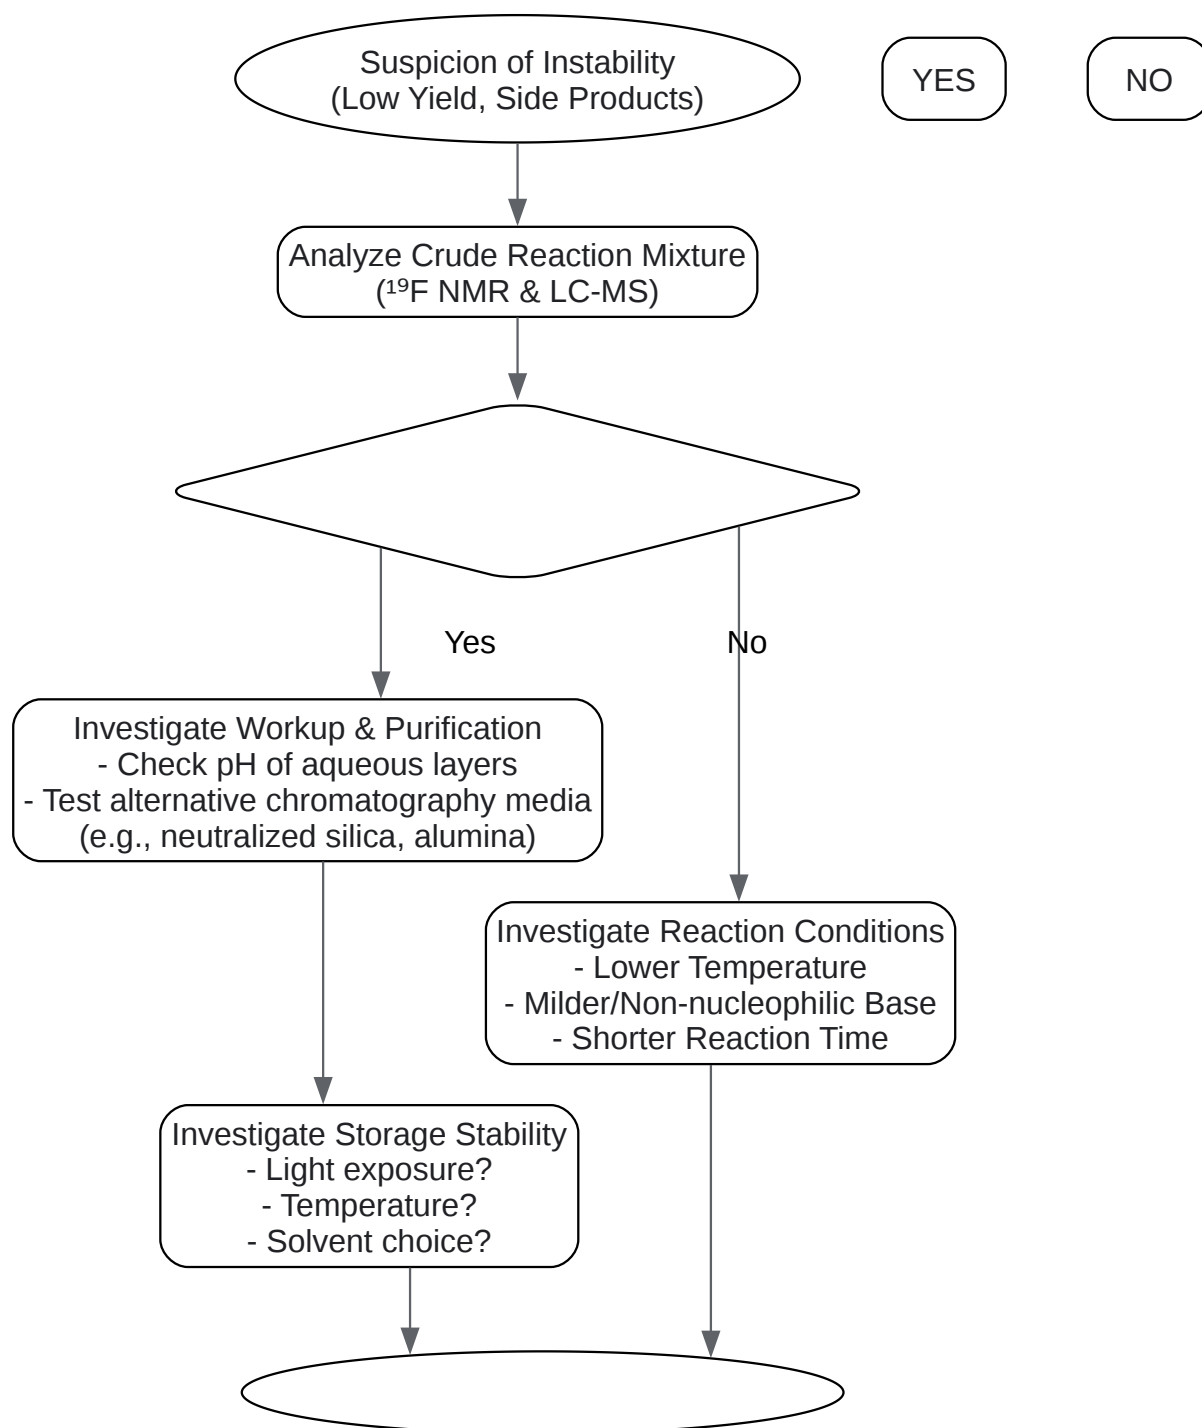 Suspicion of Instability
(Low Yield, Side Products)
YES
NO
Analyze Crude Reaction Mixture
(¹⁹F NMR & LC-MS)
Yes
No
Investigate Workup & Purification
- Check pH of aqueous layers
- Test alternative chromatography media
(e.g., neutralized silica, alumina)
Investigate Reaction Conditions
- Lower Temperature
- Milder/Non-nucleophilic Base
- Shorter Reaction Time
Investigate Storage Stability
- Light exposure?
- Temperature?
- Solvent choice?